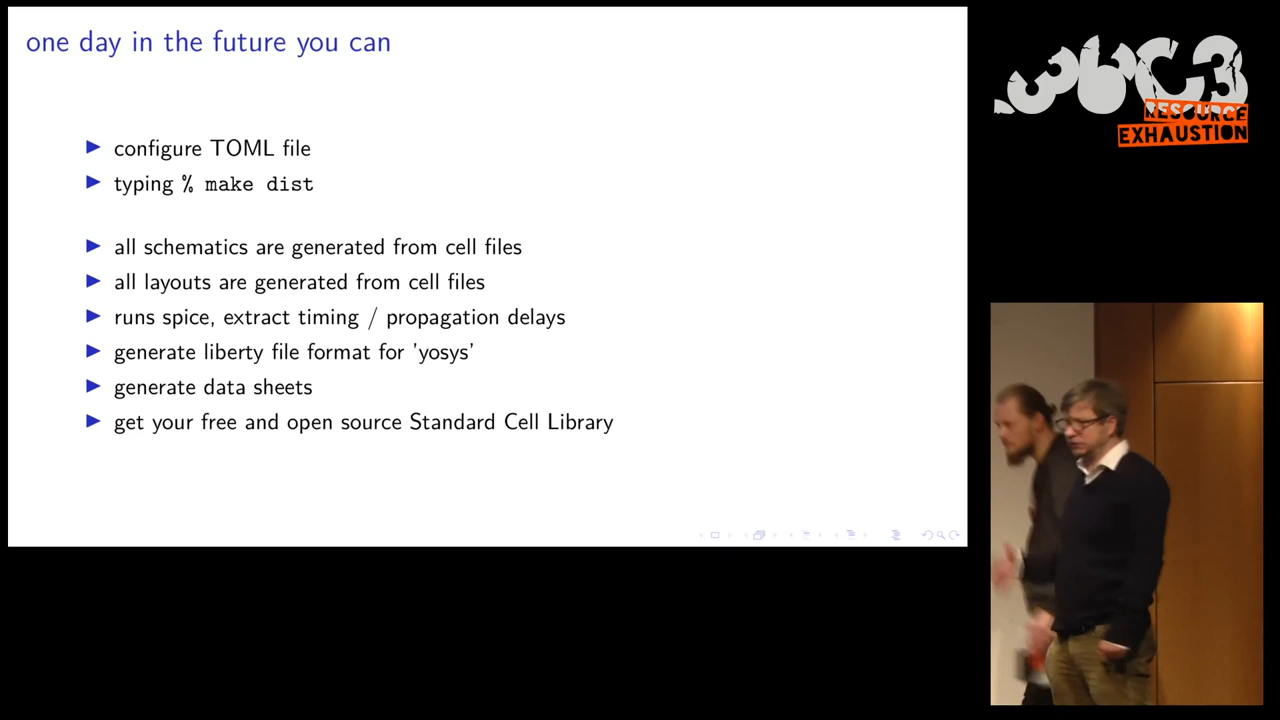 one day in the future you can
configure TOML file
typing % make dist
all schematics are generated from cell files
all layouts are generated from cell files
runs spice, extract timing / propagation delays
generate liberty file format for 'yosys'
generate data sheets
get your free and open source Standard Cell Library
36C3
RESOURCE
EXHAUSTION